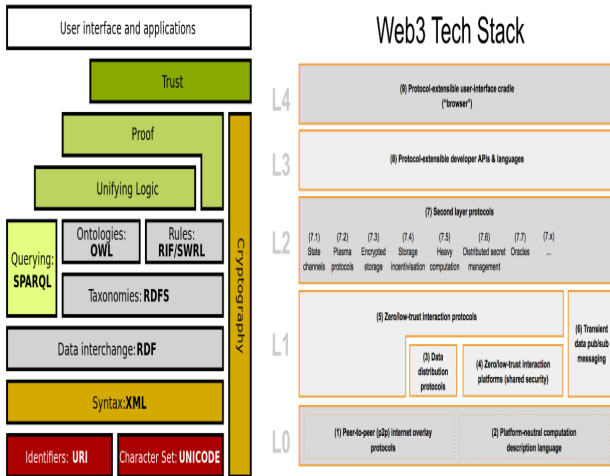 User interface and applications
Trust
Proof
Unifying Logic
Ontologies:
OWL
Rules:
RIF/SWRL
Querying:
SPARQL
Taxonomies: RDFS
Data interchange:RDF
Syntax:XML
Identifiers: URI
Character Set: UNICODE
Cryptography
Web3 Tech Stack
L4
(9) Protocol-extensible user-interface cradle
("browser")
L3
(8) Protocol-extensible developer APIs & languages
L2
(7) Second layer protocols
(7.1)
State
channels
(7.2)
Plasma
protocols
(7.3)
Encrypted
storage
(7.4)
Storage
incentivisation
(7.5)
Heavy
computation
(7.6)
Distributed secret
management
(7.7)
Oracles
(7.x)
...
L1
(5) Zero/low-trust interaction protocols
(6) Transient
data pub/sub
messaging
(3) Data
distribution
protocols
(4) Zero/low-trust interaction
platforms (shared security)
L0
(1) Peer-to-peer (p2p) internet overlay
protocols
(2) Platform-neutral computation
description language